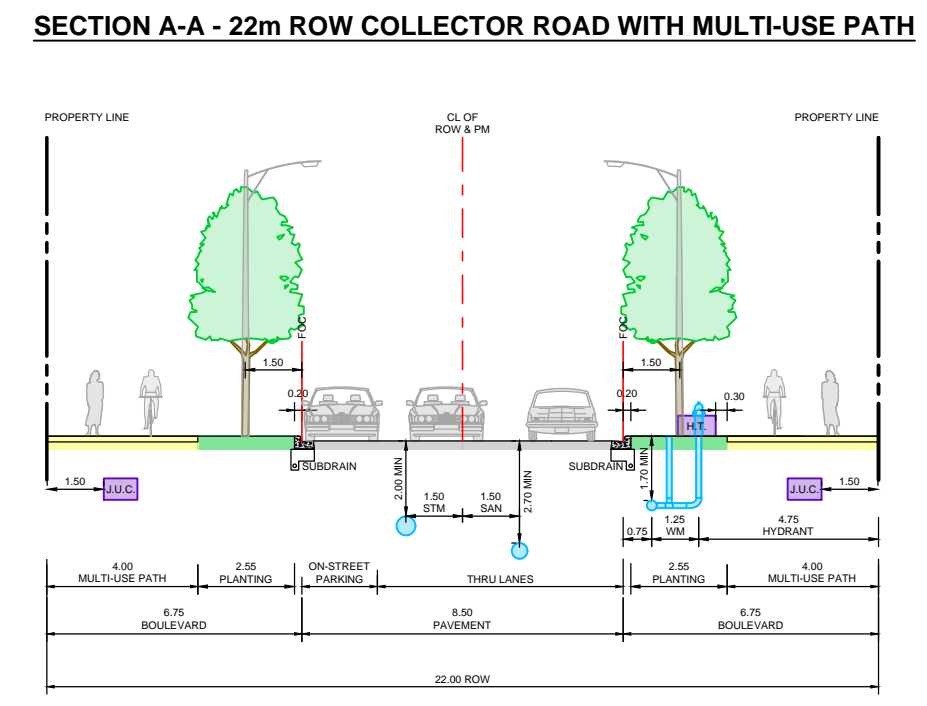 SECTION A-A - 22m ROW COLLECTOR ROAD WITH MULTI-USE PATH
PROPERTY LINE
CL OF
ROW & PM
PROPERTY LINE
FOC
FOC
1.50
1.50
0.20
0.20
0.30
H.T.
SUBDRAIN
SUBDRAIN
2.00 MIN
2.70 MIN
1.70 MIN
1.50
J.U.C.
1.50
STM
1.50
SAN
J.U.C.
1.50
0.75
1.25
WM
4.75
HYDRANT
4.00
MULTI-USE PATH
2.55
PLANTING
ON-STREET
PARKING
THRU LANES
2.55
PLANTING
4.00
MULTI-USE PATH
6.75
BOULEVARD
8.50
PAVEMENT
6.75
BOULEVARD
22.00 ROW